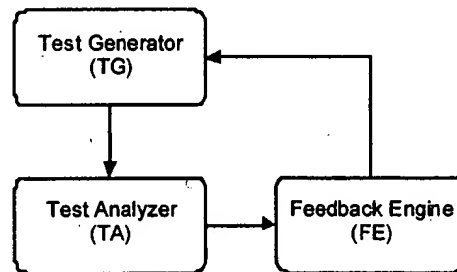 Test Generator
(TG)
Test Analyzer
(TA)
Feedback Engine
(FE)